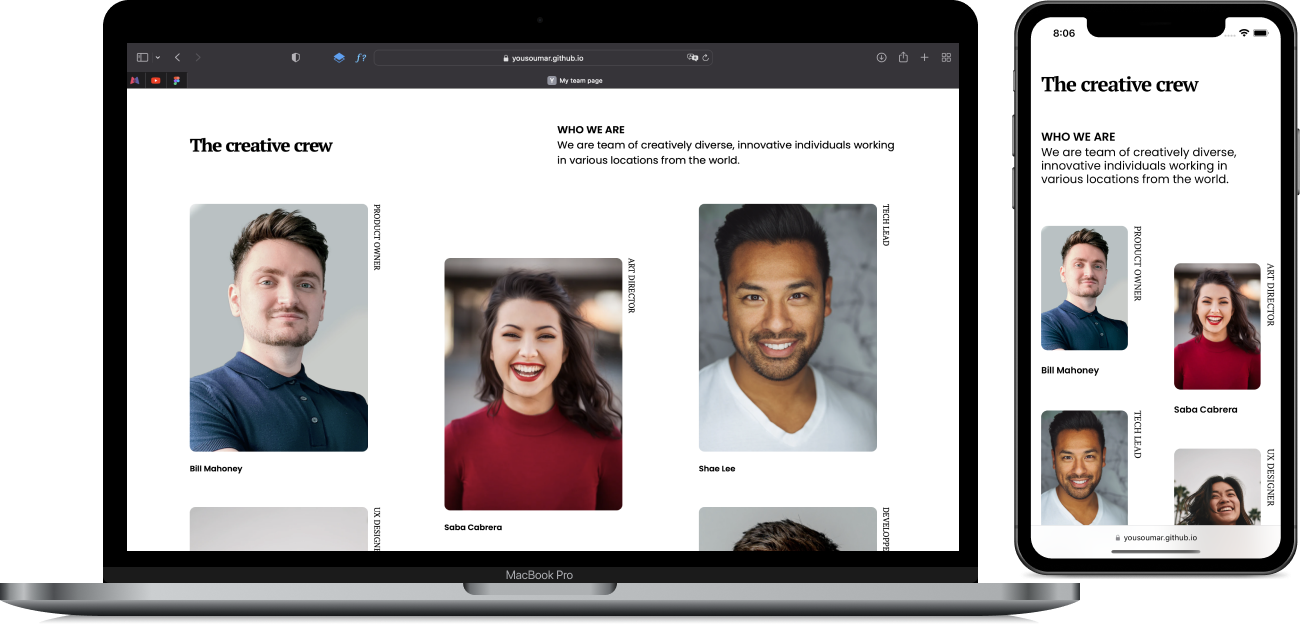 yousoumar.github.io
My team page
The creative crew
WHO WE ARE
We are team of creatively diverse, innovative individuals working
in various locations from the world.
PRODUCT OWNER
Bill Mahoney
ART DIRECTOR
Saba Cabrera
TECH LEAD
Shae Lee
UX DESIGNE
DEVELOPPE
MacBook Pro
8:06
The creative crew
WHO WE ARE
We are team of creatively diverse,
innovative individuals working in
various locations from the world.
PRODUCT OWNER
Bill Mahoney
ART DIRECTOR
Saba Cabrera
TECH LEAD
UX DESIGNER
yousoumar.github.io